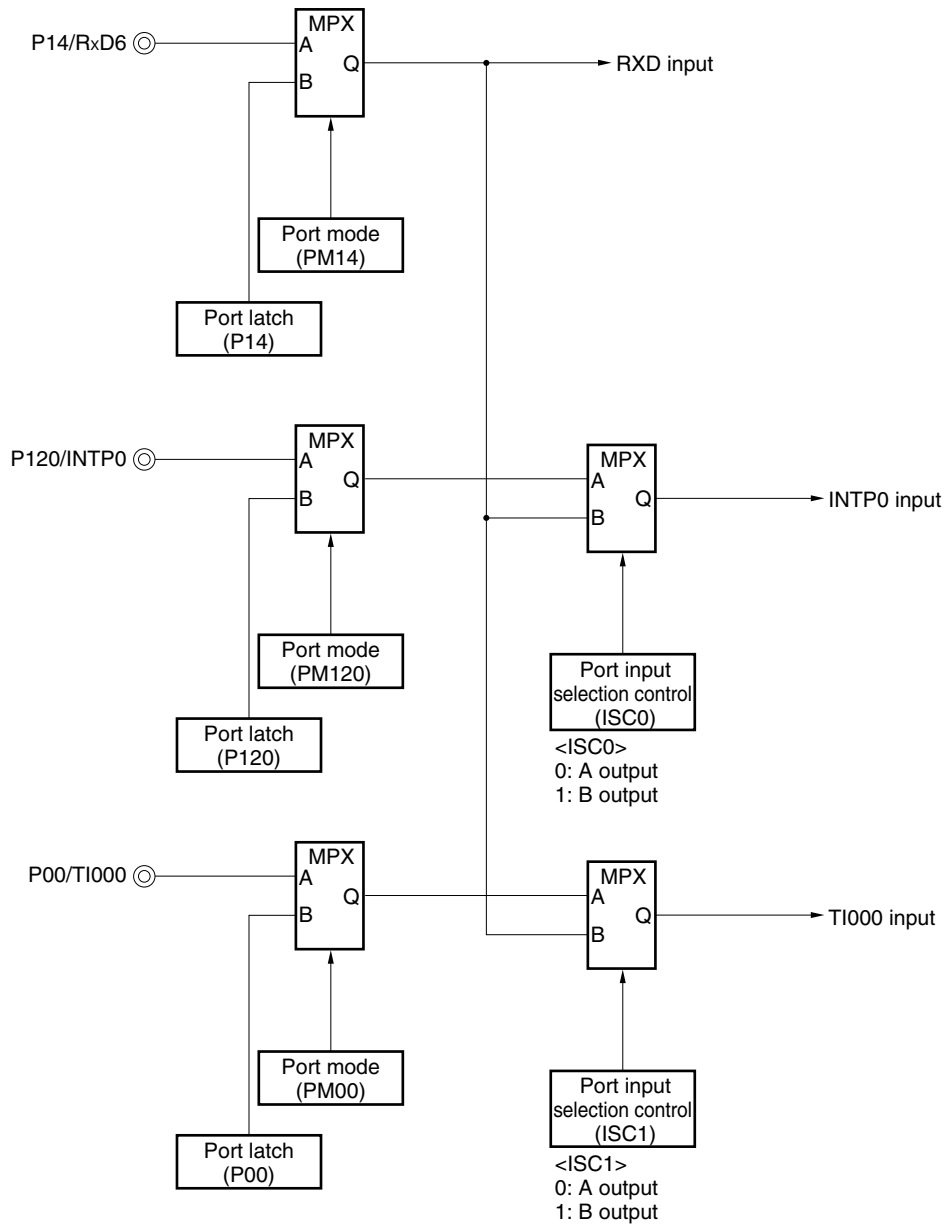 MPX
P14/RxD6
A
Q
RXD input
B
Port mode
(PM14)
Port latch
(P14)
MPX
P120/INTP0
A
Q
B
MPX
A
Q
INTP0 input
B
Port mode
(PM120)
Port input
selection control
(ISC0)
Port latch
(P120)
<ISC0>
0: A output
1: B output
MPX
P00/TI000
A
Q
B
MPX
A
Q
TI000 input
B
Port mode
(PM00)
Port input
selection control
(ISC1)
Port latch
(P00)
<ISC1>
0: A output
1: B output